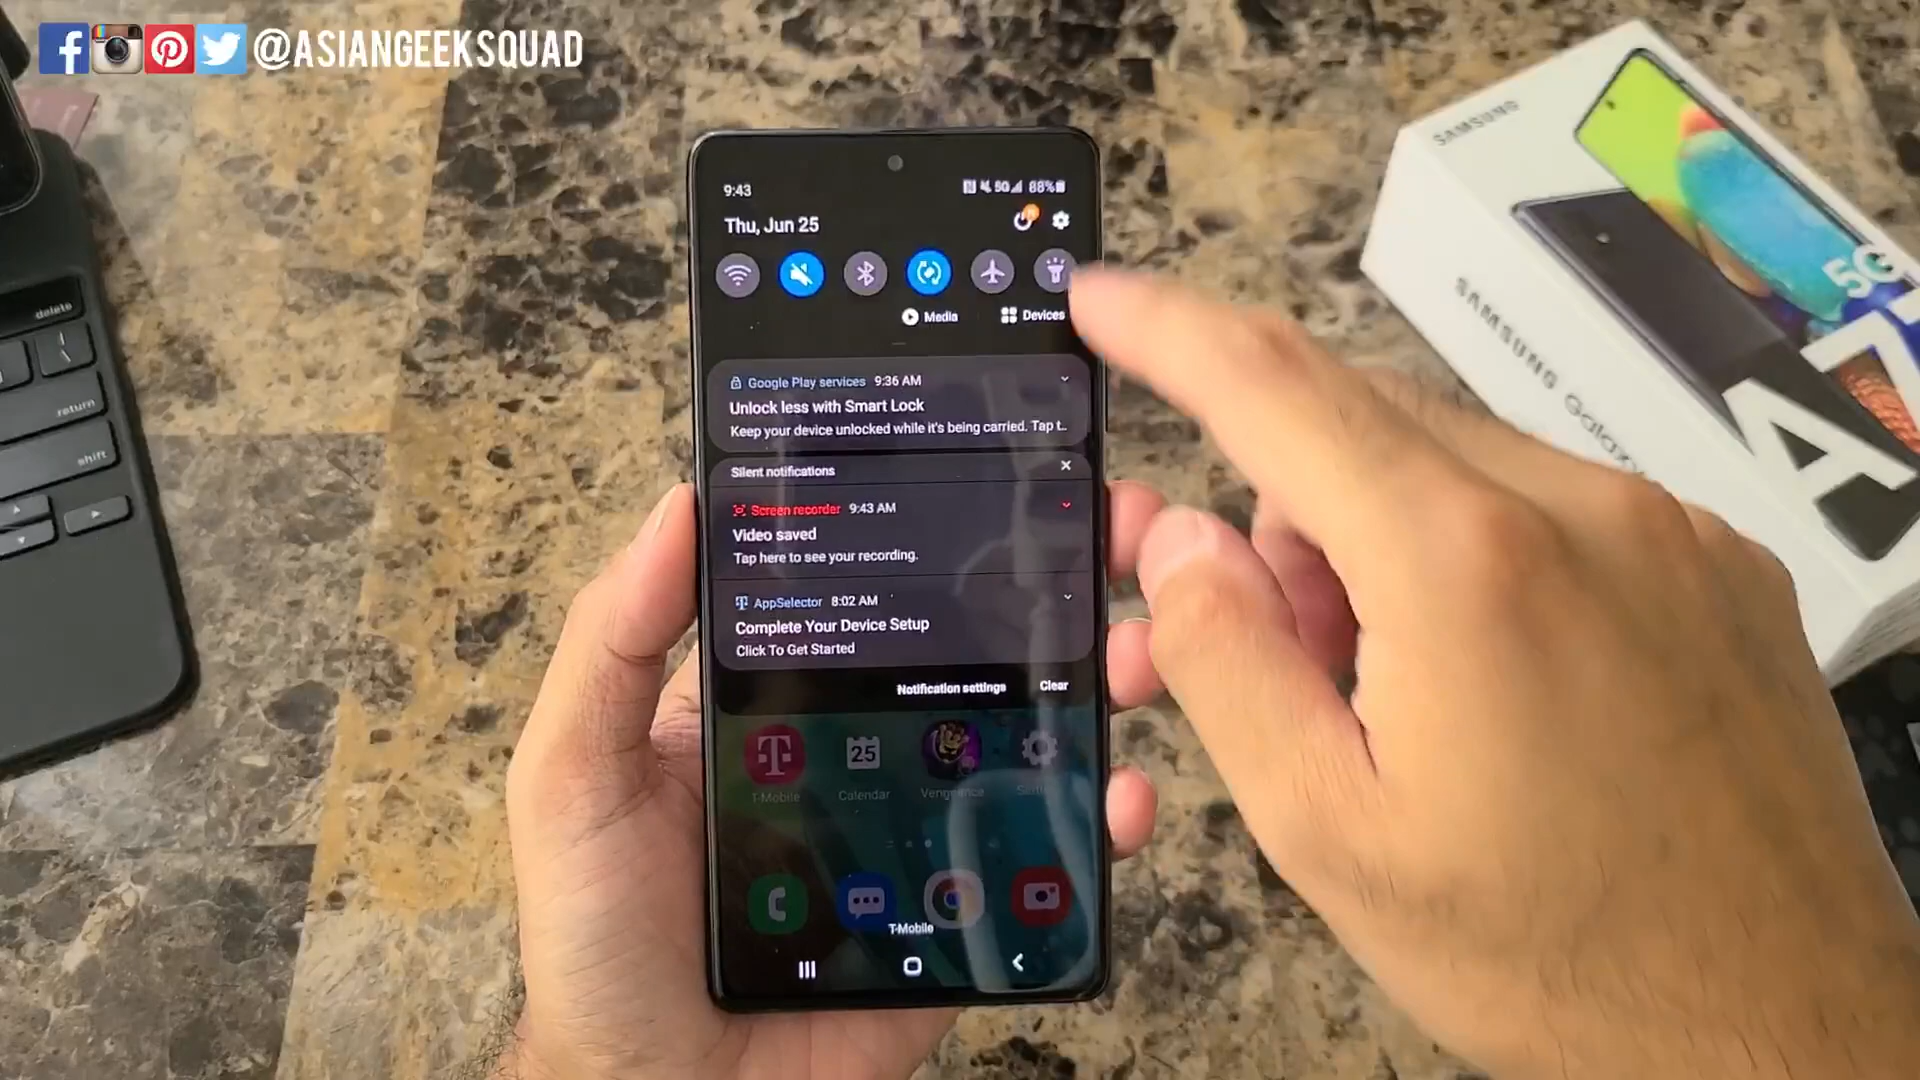 @ASIANGEEKSQUAD
9:43
5G 88%
Thu, Jun 25
Media
Devices
Google Play services 9:36 AM
Unlock less with Smart Lock
Keep your device unlocked while it's being carried. Tap t..
Silent notifications
Screen recorder 9:43 AM
Video saved
Tap here to see your recording.
AppSelector 8:02 AM
Complete Your Device Setup
Click To Get Started
Notification settings
Clear
T-Mobile
25
Calendar
Vengeance
T-Mobile
delete
return
shift
SAMSUNG
SAMSUNG Galaxy
5G
A7